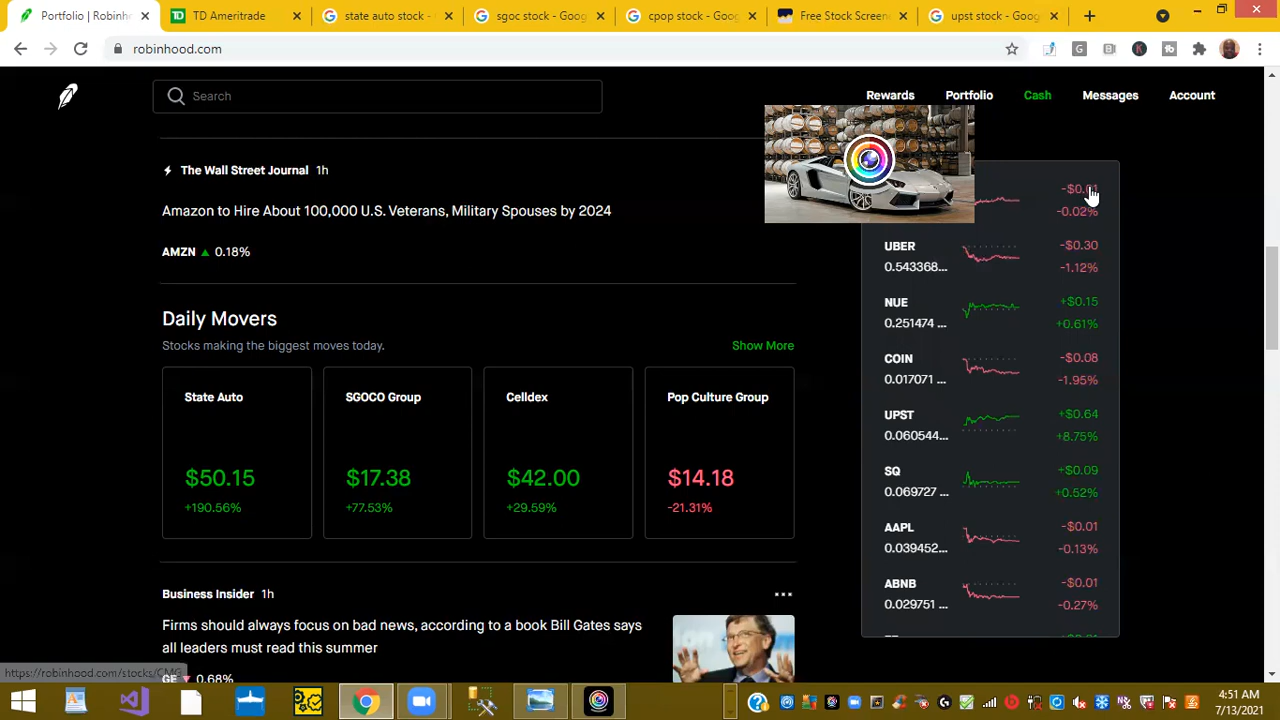 Portfolio | Robinh
TD Ameritrade
state auto stock -
sgoc stock - Goog
cpop stock - Goog
Free Stock Screen
upst stock - Goog
robinhood.com
Search
Rewards
Portfolio
Cash
Messages
Account
The Wall Street Journal 1h
Amazon to Hire About 100,000 U.S. Veterans, Military Spouses by 2024
AMZN 0.18%
Daily Movers
Stocks making the biggest moves today.
Show More
State Auto
$50.15
+190.56%
SGOCO Group
$17.38
+77.53%
Celldex
$42.00
+29.59%
Pop Culture Group
$14.18
-21.31%
Business Insider 1h
Firms should always focus on bad news, according to a book Bill Gates says
all leaders must read this summer
GE 0.68%
-0.02%
UBER
0.543368...
-$0.30
-1.12%
NUE
0.251474 ...
+$0.15
+0.61%
COIN
0.017071 ...
-$0.08
-1.95%
UPST
0.060544...
+$0.64
+8.75%
SQ
0.069727 ...
+$0.09
+0.52%
AAPL
0.039452...
-$0.01
-0.13%
ABNB
0.029751 ...
-$0.01
-0.27%
https://robinhood.com/stocks/CMG
4:51 AM
7/13/2021